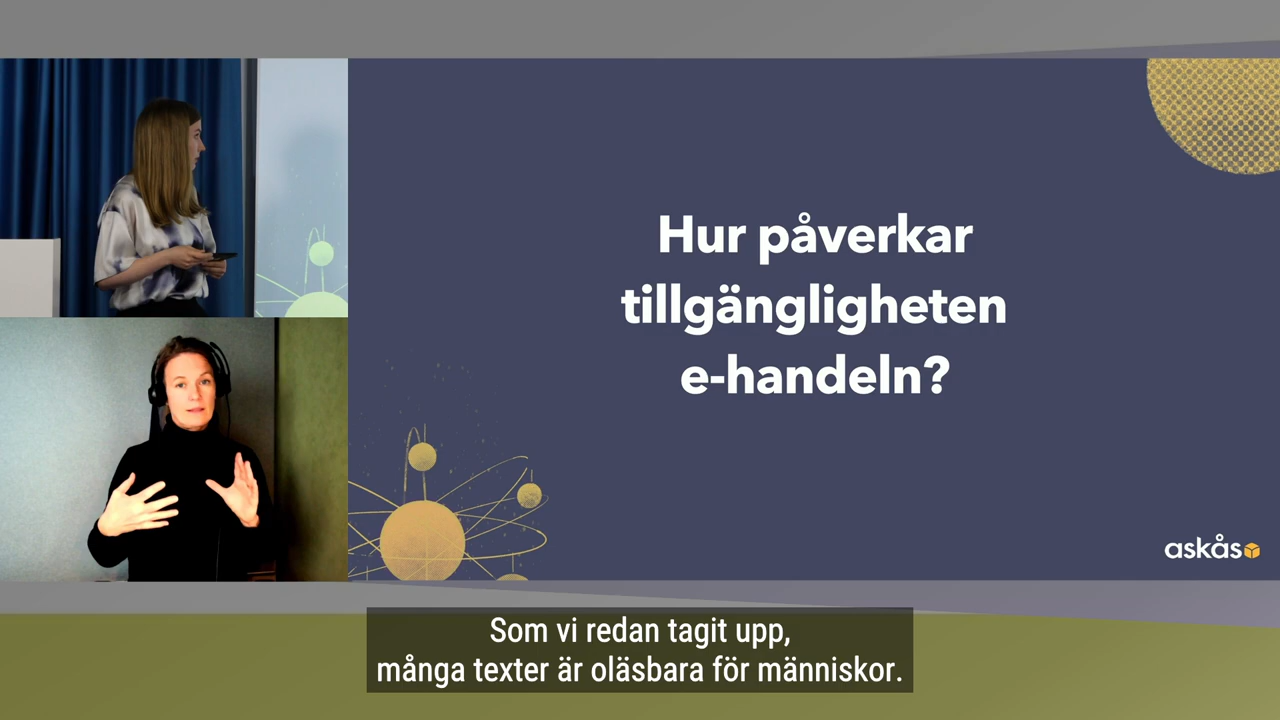 Hur påverkar
tillgängligheten
e-handeln?
askås
Som vi redan tagit upp,
många texter är oläsbara för människor.